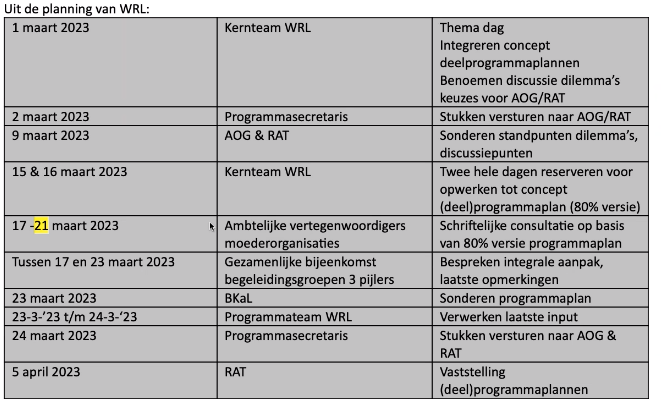 Uit de planning van WRL:
1 maart 2023 Kernteam WRL Thema dag
Integreren concept
deelprogrammaplannen
Benoemen discussie dilemma's
keuzes voor AOG/RAT
2 maart 2023 Programmasecretaris Stukken versturen naar AOG/RAT
9 maart 2023 AOG & RAT Sonderen standpunten dilemma's,
discussiepunten
15 & 16 maart 2023 Kernteam WRL Twee hele dagen reserveren voor
opwerken tot concept
(deel)programmaplan (80% versie)
17 -21 maart 2023 Ambtelijke vertegenwoordigers Schriftelijke consultatie op basis
moederorganisaties van 80% versie programmaplan
Tussen 17 en 23 maart 2023 Gezamenlijke bijeenkomst Bespreken integrale aanpak,
begeleidingsgroepen 3 pijlers laatste opmerkingen
23 maart 2023 BKaL Sonderen programmaplan
23-3-'23 t/m 24-3-'23 Programmateam WRL Verwerken laatste input
24 maart 2023 Programmasecretaris Stukken versturen naar AOG &
RAT
5 april 2023 RAT Vaststelling
(deel)programmaplannen